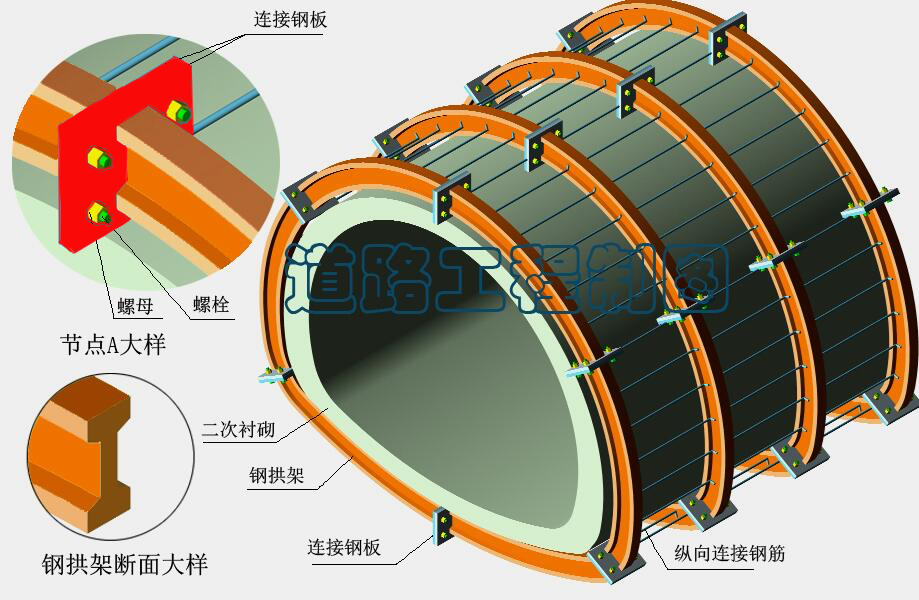 连接钢板
道路工程制图
螺母
螺栓
节点A大样
二次衬砌
钢拱架
连接钢板
纵向连接钢筋
钢拱架断面大样